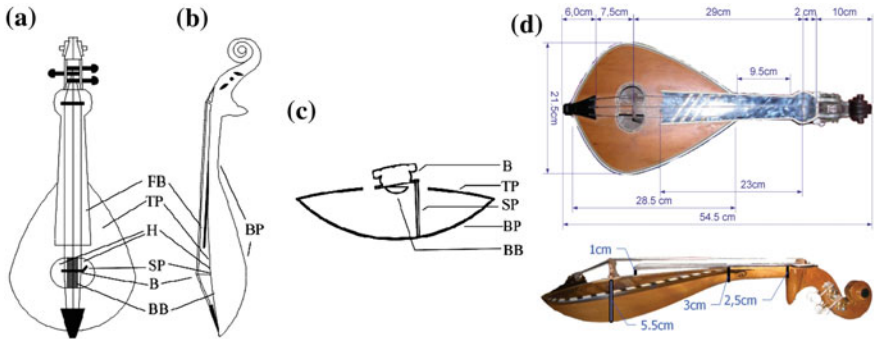 (a)
(b)
FB
TP
H
SP
B
BB
BP
(c)
B
TP
SP
BP
BB
(d)
6,0cm 7,5cm 29cm 2 cm 10cm
21.5cm
9.5cm
23cm
28.5 cm
54.5 cm
1cm
3cm
2,5cm
5.5cm